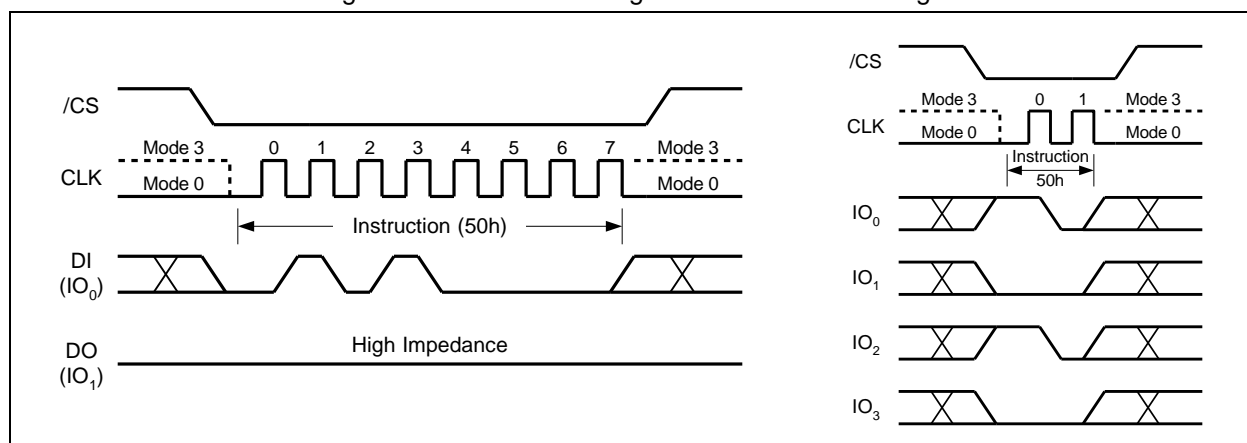 /CS
Mode 3 0 1 2 3 4 5 6 7 Mode 3
CLK Mode 0 Mode 0
Instruction (50h)
DI
(IO0)
High Impedance
DO
(IO1)
/CS
Mode 3 0 1 Mode 3
CLK Mode 0 Mode 0
Instruction
50h
IO0
IO1
IO2
IO3